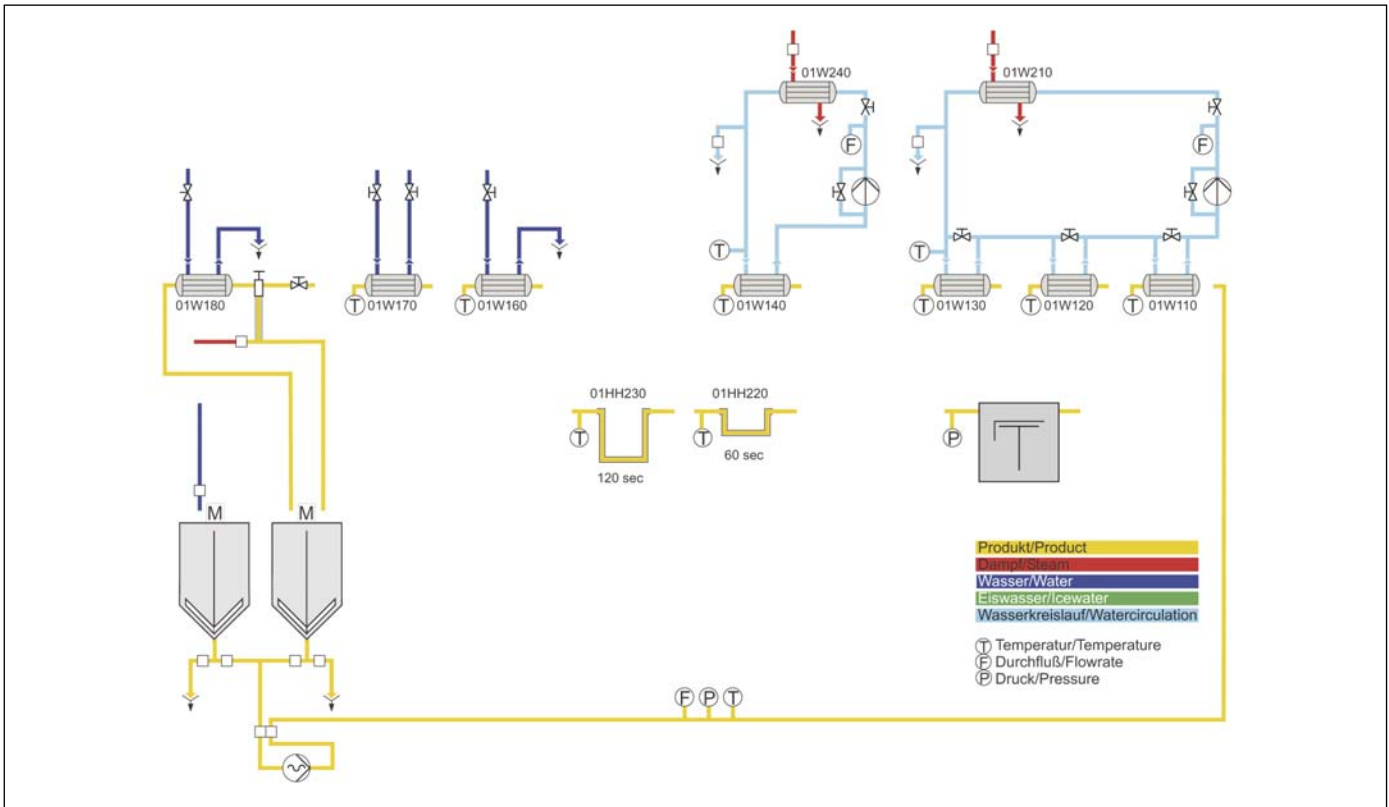 01W240
01W210
F
F
T
T
01W180
T
01W170
T
01W160
T
01W140
T
01W130
T
01W120
T
01W110
01HH230
01HH220
T
T
P
120 sec
60 sec
M
M
Produkt/Product
Dampf/Steam
Wasser/Water
Eiswasser/Icewater
Wasserkreislauf/Watercirculation
T Temperatur/Temperature
F Durchfluß/Flowrate
P Druck/Pressure
F P T